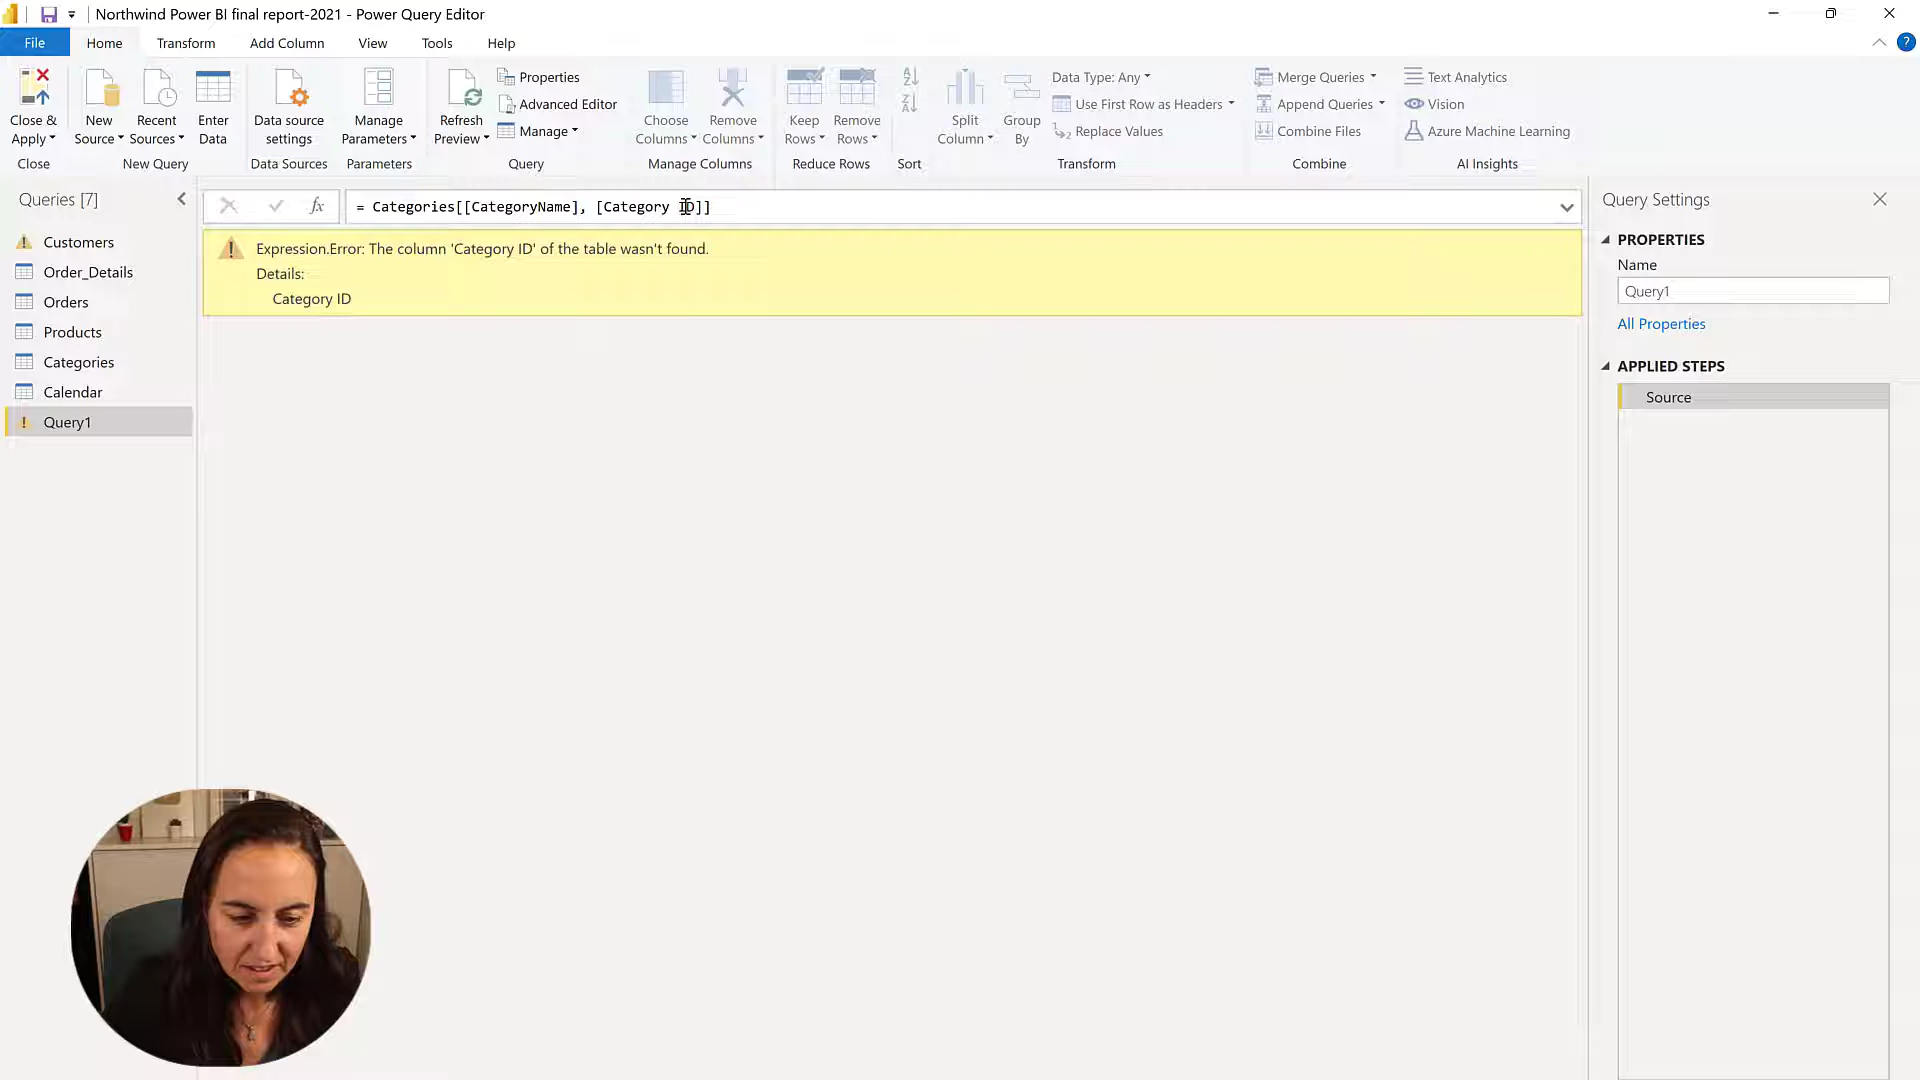 Northwind Power BI final report-2021 - Power Query Editor
File Home Transform Add Column View Tools Help
Close & Apply
New Source
Recent Sources
Enter Data
Data source settings
Manage Parameters
Refresh Preview
Properties
Advanced Editor
Manage
Choose Columns
Remove Columns
Keep Rows
Remove Rows
Split Column
Group By
Data Type: Any
Use First Row as Headers
Replace Values
Merge Queries
Append Queries
Combine Files
Text Analytics
Vision
Azure Machine Learning
Close New Query Data Sources Parameters Query Manage Columns Reduce Rows Sort Transform Combine AI Insights
Queries [7]
Customers
Order_Details
Orders
Products
Categories
Calendar
Query1
fx
= Categories[[CategoryName], [Category ID]]
Expression.Error: The column 'Category ID' of the table wasn't found.
Details:
Category ID
Query Settings
PROPERTIES
Name
Query1
All Properties
APPLIED STEPS
Source